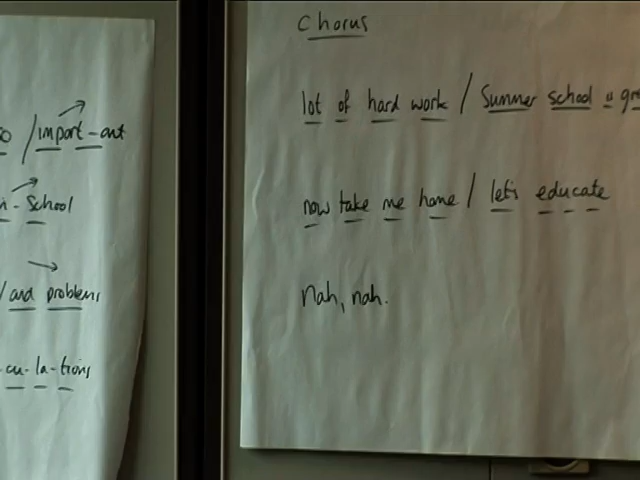 /import-ant
School
/and problems
cu-la-tions
Chorus
lot of hard work / Summer school is
now take me home / let's educate
nah, nah.